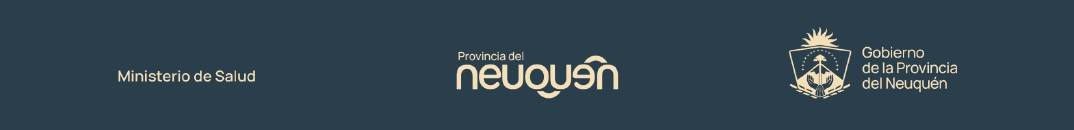 Ministerio de Salud
Provincia del
neuquén
Gobierno
de la Provincia
del Neuquén